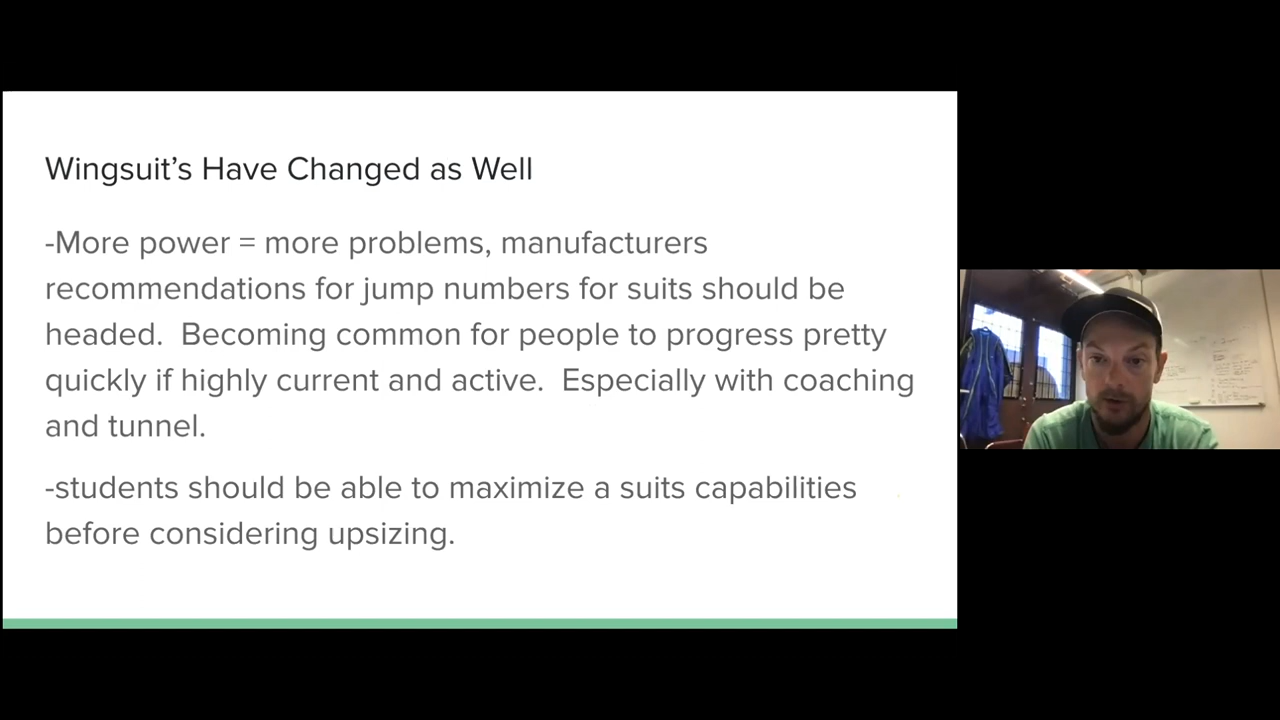 Wingsuit’s Have Changed as Well
-More power = more problems, manufacturers
recommendations for jump numbers for suits should be
headed.  Becoming common for people to progress pretty
quickly if highly current and active.  Especially with coaching
and tunnel.
-students should be able to maximize a suits capabilities
before considering upsizing.